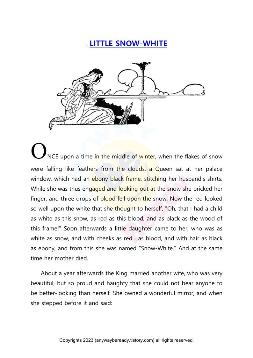 LITTLE SNOW-WHITE
ONCE upon a time in the middle of winter, when the flakes of snow
were falling like feathers from the clouds, a Queen sat at her palace
window, which had an ebony black frame, stitching her husband's shirts.
While she was thus engaged and looking out at the snow she pricked her
finger, and three drops of blood fell upon the snow. Now the red looked
so well upon the white that she thought to herself, "Oh, that I had a child
as white as this snow, as red as this blood, and as black as the wood of
this frame!" Soon afterwards a little daughter came to her, who was as
white as snow, and with cheeks as red as blood, and with hair as black
as ebony, and from this she was named "Snow-White." And at the same
time her mother died.
About a year afterwards the King married another wife, who was very
beautiful, but so proud and haughty that she could not bear anyone to
be better-looking than herself. She owned a wonderful mirror, and when
she stepped before it and said:
Copyrights 2023 | all rights reserved